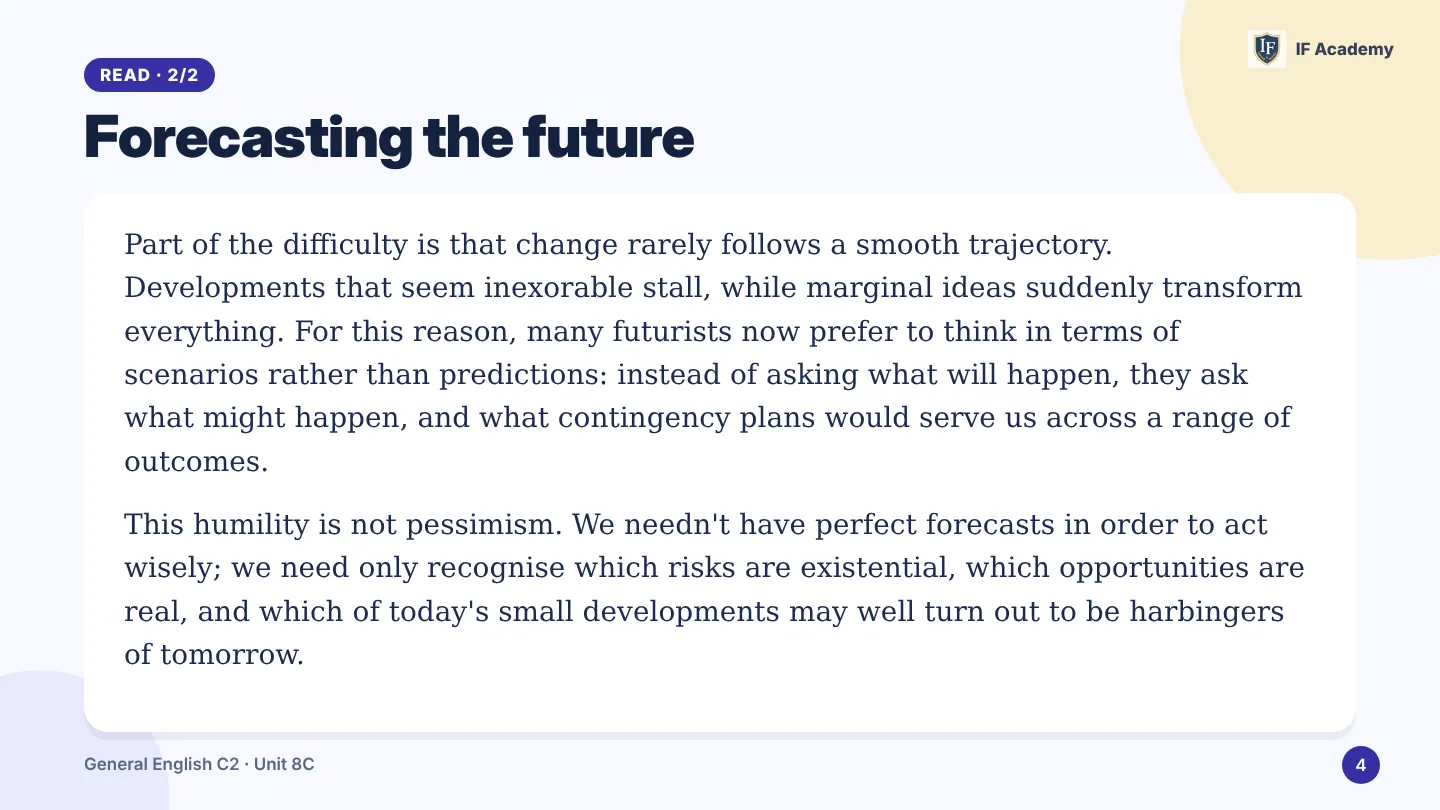 READ · 2/2
IF Academy
Forecasting the future
Part of the difficulty is that change rarely follows a smooth trajectory.
Developments that seem inexorable stall, while marginal ideas suddenly transform
everything. For this reason, many futurists now prefer to think in terms of
scenarios rather than predictions: instead of asking what will happen, they ask
what might happen, and what contingency plans would serve us across a range of
outcomes.
This humility is not pessimism. We needn't have perfect forecasts in order to act
wisely; we need only recognise which risks are existential, which opportunities are
real, and which of today's small developments may well turn out to be harbingers
of tomorrow.
General English C2 · Unit 8C
4